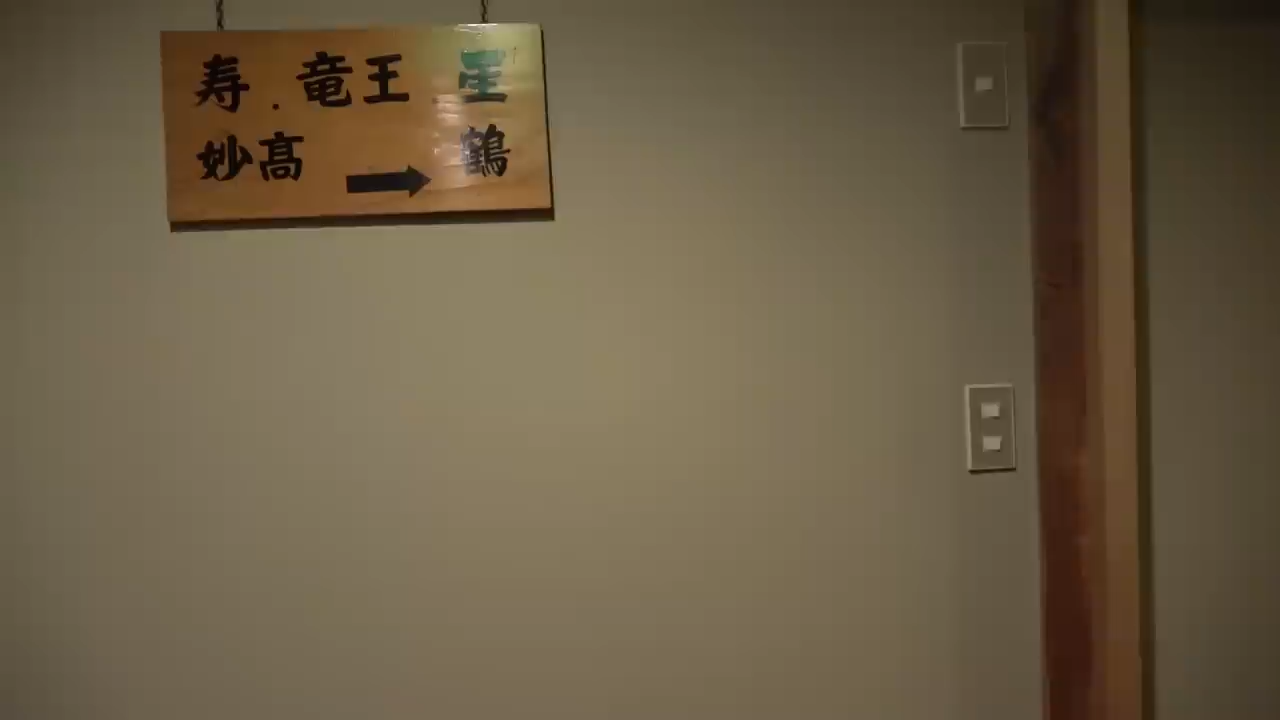 寿.竜王 星
妙高 → 鶴